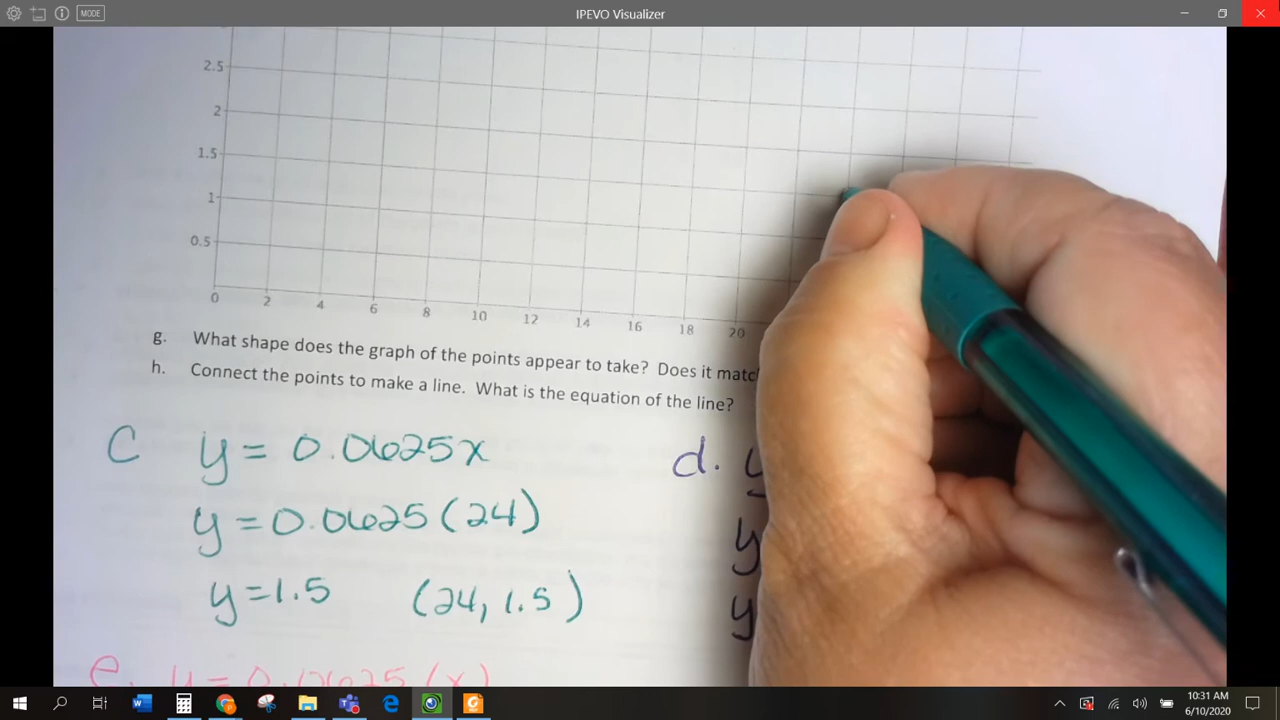 MODE
IPEVO Visualizer
2.5
2
1.5
1
0.5
0 2 4 6 8 10 12 14 16 18 20
g. What shape does the graph of the points appear to take? Does it matc
h. Connect the points to make a line. What is the equation of the line?
C y = 0.0625x
y = 0.0625 (24)
y = 1.5 (24, 1.5)
d. y
y
y
e. y = 0.0625 (x)
10:31 AM
6/10/2020